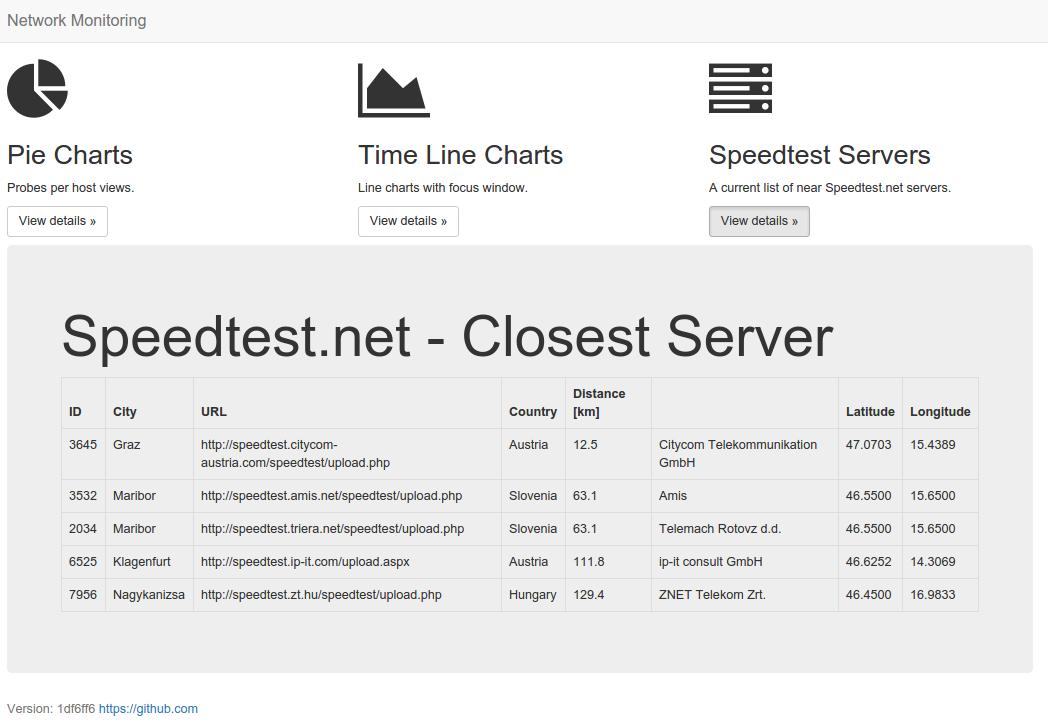 Network Monitoring
Pie Charts
Probes per host views.
View details »
Time Line Charts
Line charts with focus window.
View details »
Speedtest Servers
A current list of near Speedtest.net servers.
View details »
Speedtest.net - Closest Server
ID City URL Country Distance [km] Latitude Longitude
3645 Graz http://speedtest.citycom-austria.com/speedtest/upload.php Austria 12.5 Citycom Telekommunikation GmbH 47.0703 15.4389
3532 Maribor http://speedtest.amis.net/speedtest/upload.php Slovenia 63.1 Amis 46.5500 15.6500
2034 Maribor http://speedtest.triera.net/speedtest/upload.php Slovenia 63.1 Telemach Rotovz d.d. 46.5500 15.6500
6525 Klagenfurt http://speedtest.ip-it.com/upload.aspx Austria 111.8 ip-it consult GmbH 46.6252 14.3069
7956 Nagykanizsa http://speedtest.zt.hu/speedtest/upload.php Hungary 129.4 ZNET Telekom Zrt. 46.4500 16.9833
Version: 1df6ff6 https://github.com